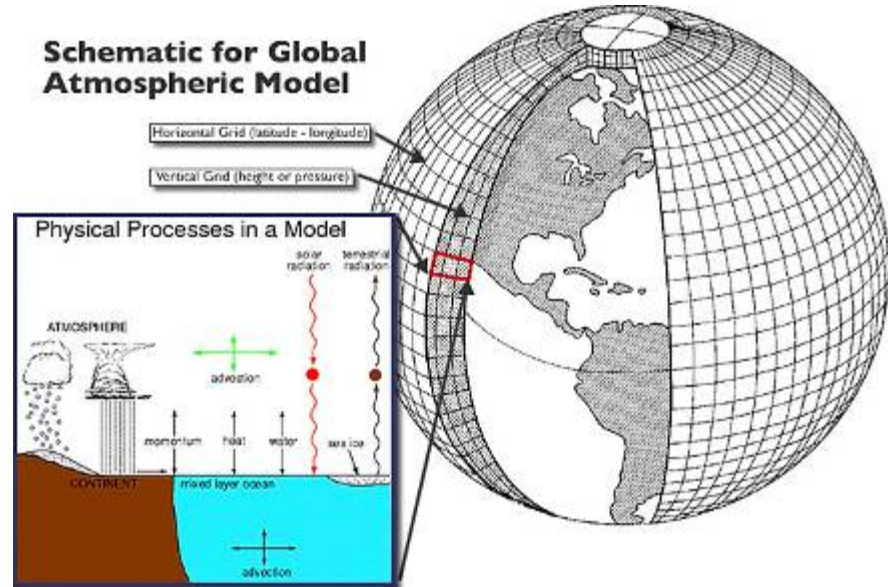 Schematic for Global
Atmospheric Model
Horizontal Grid (latitude - longitude)
Vertical Grid (height or pressure)
Physical Processes in a Model
solar
radiation
terrestrial
radiation
ATMOSPHERE
advection
momentum
heat
water
sea ice
CONTINENT
mixed layer ocean
advection